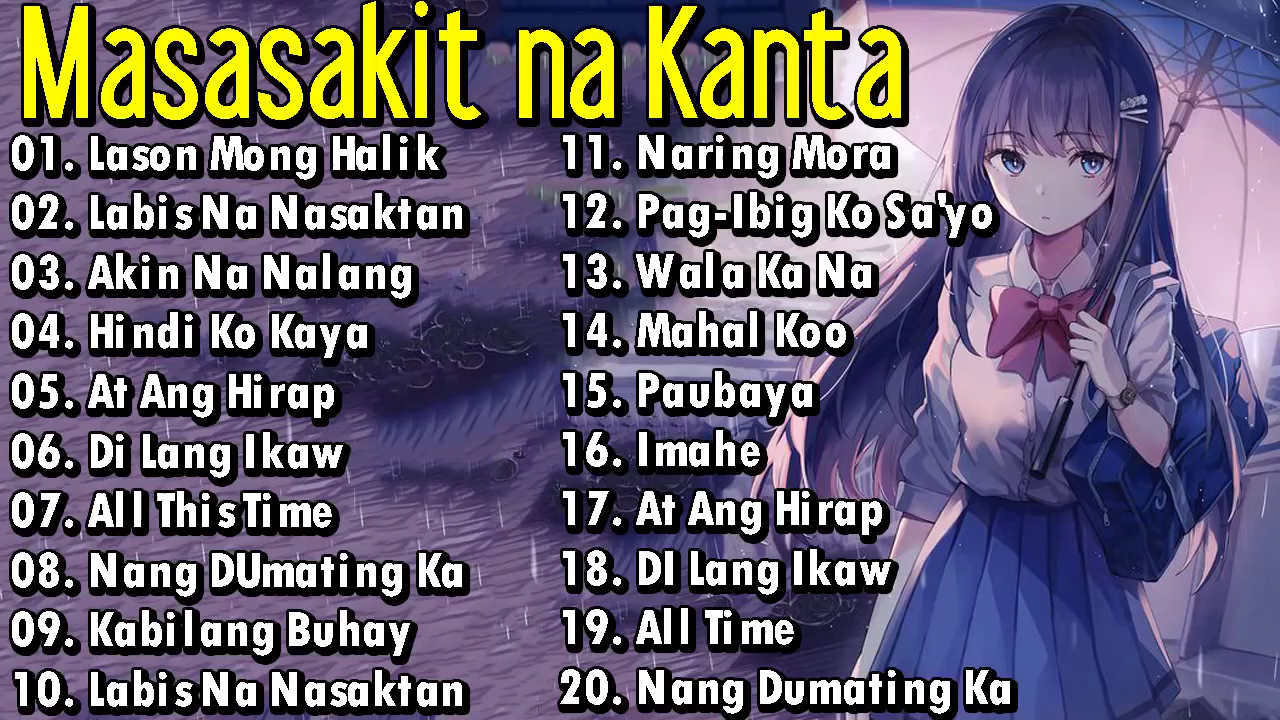 Masasakit na Kanta
01. Lason Mong Halik
02. Labis Na Nasaktan
03. Akin Na Nalang
04. Hindi Ko Kaya
05. At Ang Hirap
06. Di Lang Ikaw
07. All This Time
08. Nang DUmating Ka
09. Kabilang Buhay
10. Labis Na Nasaktan
11. Naring Mora
12. Pag-Ibig Ko Sa'yo
13. Wala Ka Na
14. Mahal Koo
15. Paubaya
16. Imahe
17. At Ang Hirap
18. DI Lang Ikaw
19. All Time
20. Nang Dumating Ka